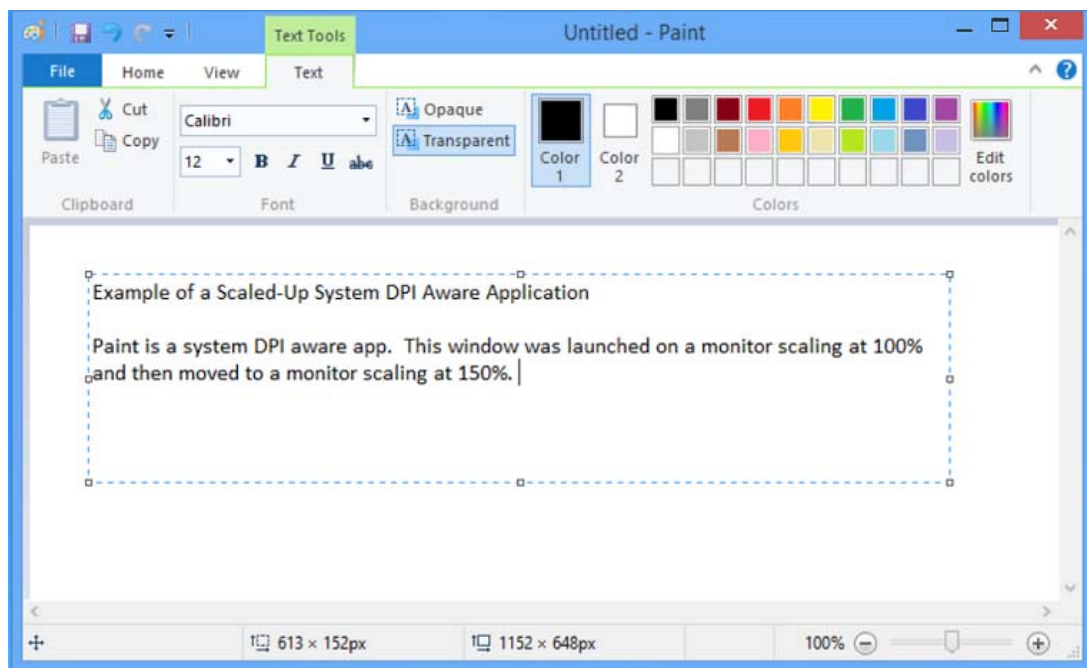 Text Tools
Untitled - Paint
File Home View Text
Cut
Copy
Paste
Clipboard
Calibri
12 B I U abc
Font
Opaque
Transparent
Background
Color 1
Color 2
Edit colors
Colors
Example of a Scaled-Up System DPI Aware Application
Paint is a system DPI aware app.  This window was launched on a monitor scaling at 100%
and then moved to a monitor scaling at 150%.
613 × 152px
1152 × 648px
100%